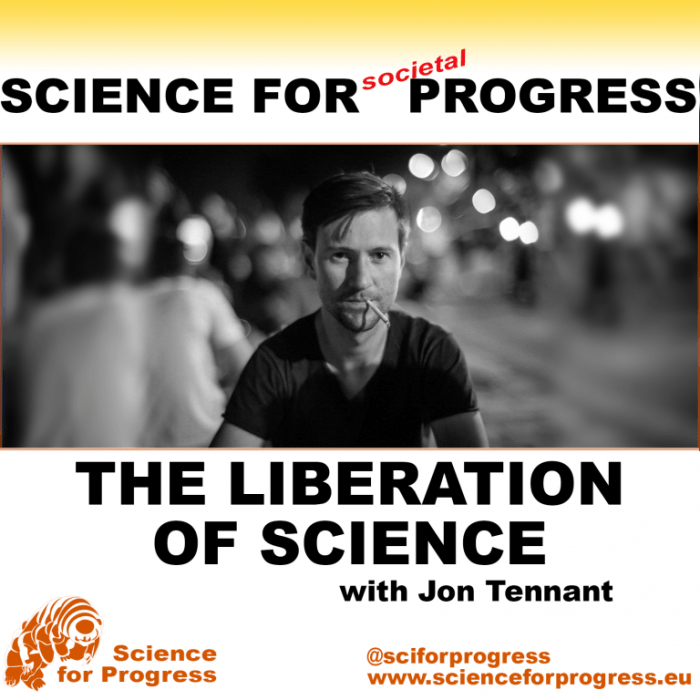 societal
SCIENCE FOR PROGRESS
THE LIBERATION
OF SCIENCE
with Jon Tennant
Science
for Progress
@sciforprogress
www.scienceforprogress.eu